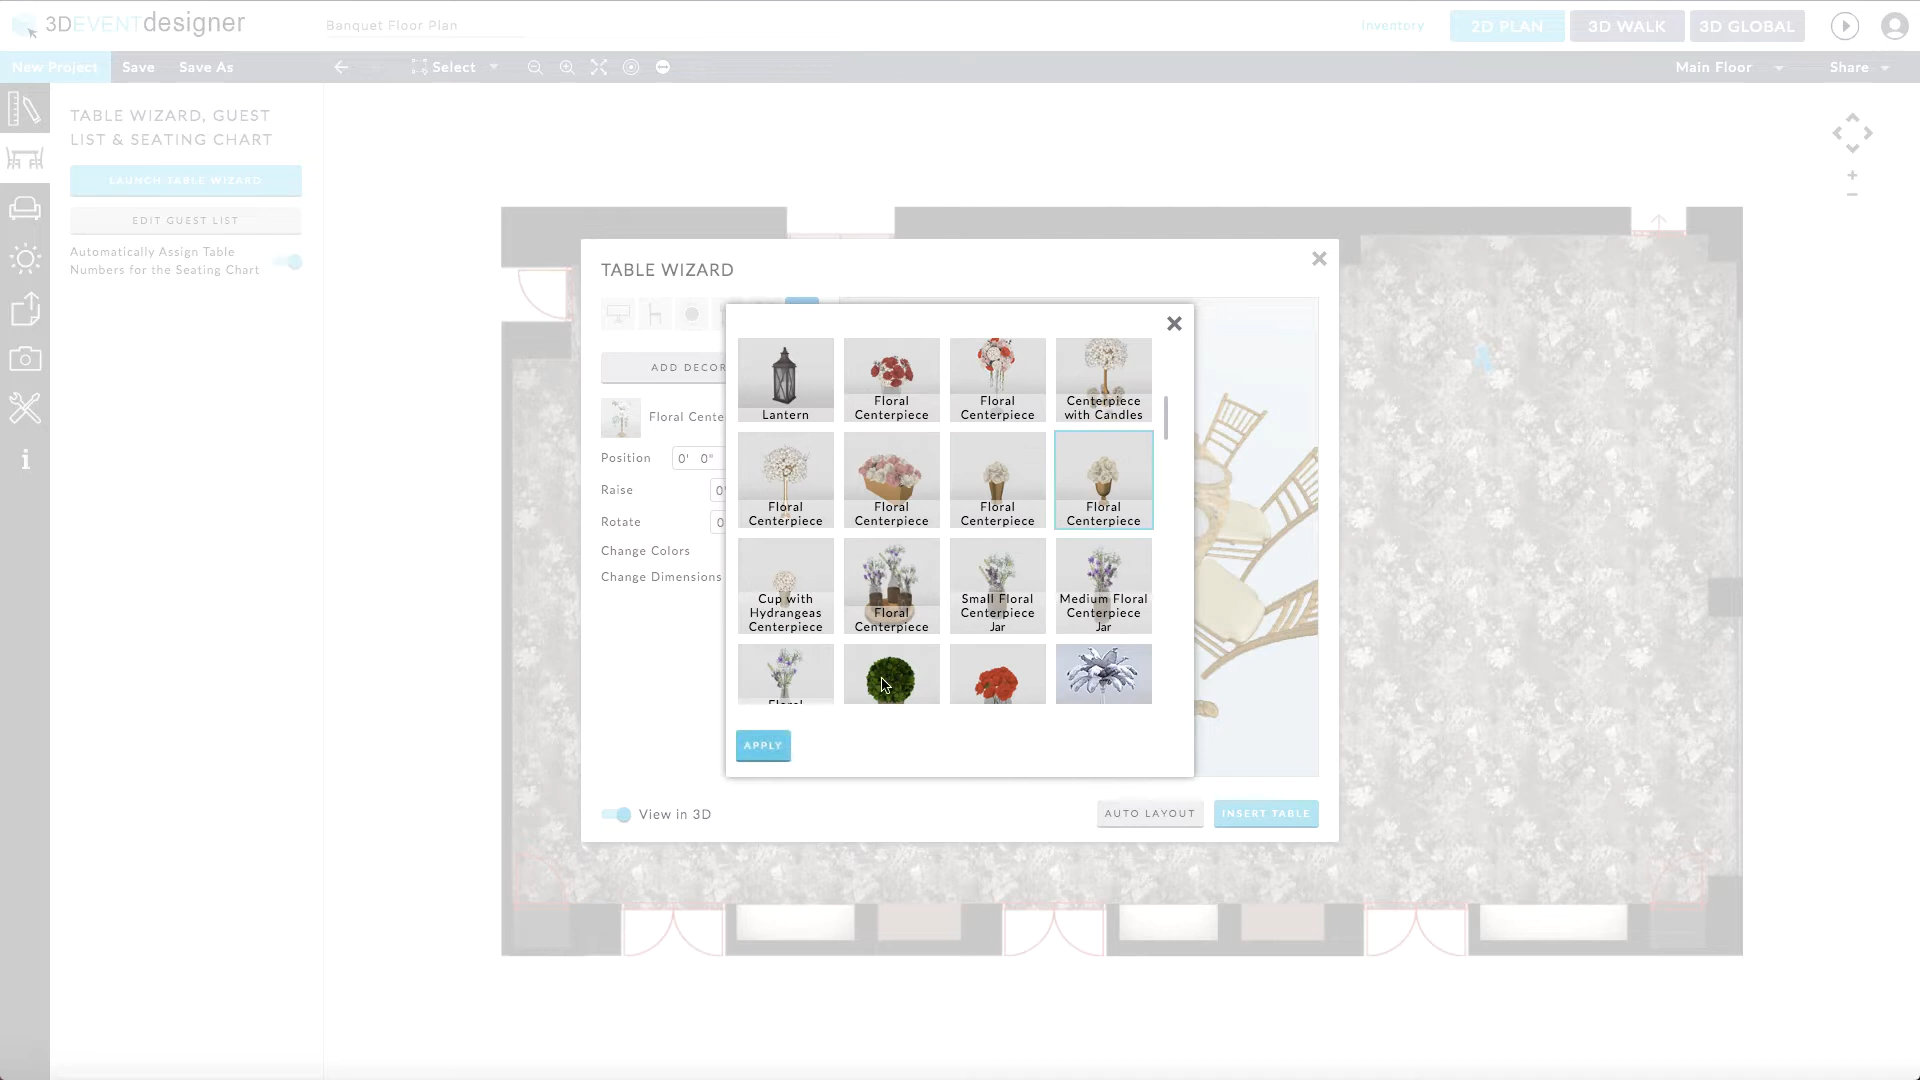 3DEVENTdesigner
Banquet Floor Plan
Inventory
2D PLAN
3D WALK
3D GLOBAL
New Project
Save
Save As
Select
Main Floor
Share
TABLE WIZARD, GUEST
LIST & SEATING CHART
LAUNCH TABLE WIZARD
EDIT GUEST LIST
Automatically Assign Table
Numbers for the Seating Chart
TABLE WIZARD
ADD DECOR
Floral Cente
Position
0' 0"
Raise
0'
Rotate
0
Change Colors
Change Dimensions
Lantern
Floral
Centerpiece
Floral
Centerpiece
Centerpiece
with Candles
Floral
Centerpiece
Floral
Centerpiece
Floral
Centerpiece
Floral
Centerpiece
Cup with
Hydrangeas
Centerpiece
Floral
Centerpiece
Small Floral
Centerpiece
Jar
Medium Floral
Centerpiece
Jar
Floral
APPLY
View in 3D
AUTO LAYOUT
INSERT TABLE